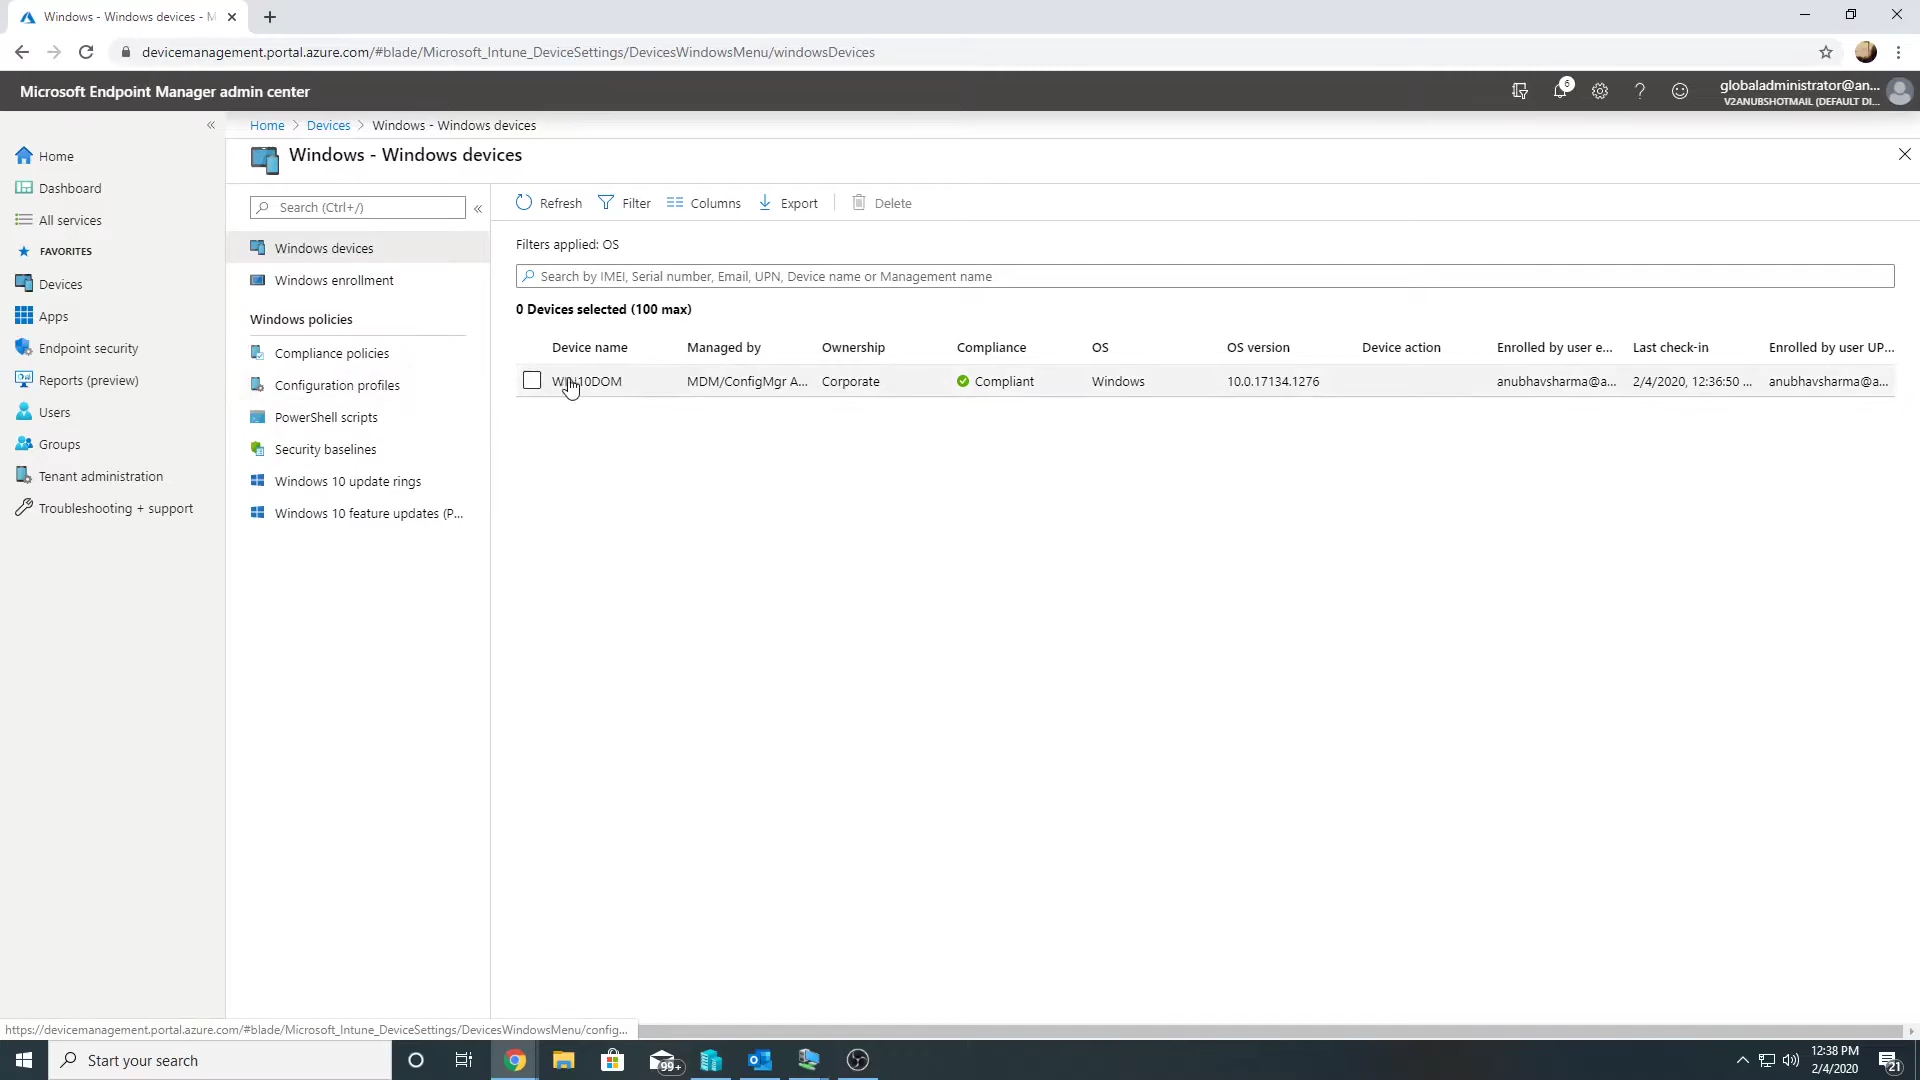 Windows - Windows devices - M
devicemanagement.portal.azure.com/#blade/Microsoft_Intune_DeviceSettings/DevicesWindowsMenu/windowsDevices
Microsoft Endpoint Manager admin center
6
globaladministrator@an...
V2ANUBSHOTMAIL (DEFAULT DI...
Home > Devices > Windows - Windows devices
Windows - Windows devices
Home
Dashboard
All services
FAVORITES
Devices
Apps
Endpoint security
Reports (preview)
Users
Groups
Tenant administration
Troubleshooting + support
Search (Ctrl+/)
Windows devices
Windows enrollment
Windows policies
Compliance policies
Configuration profiles
PowerShell scripts
Security baselines
Windows 10 update rings
Windows 10 feature updates (P...
Refresh Filter Columns Export Delete
Filters applied: OS
Search by IMEI, Serial number, Email, UPN, Device name or Management name
0 Devices selected (100 max)
Device name Managed by Ownership Compliance OS OS version Device action Enrolled by user e... Last check-in Enrolled by user UP...
WIN10DOM MDM/ConfigMgr A... Corporate Compliant Windows 10.0.17134.1276 anubhavsharma@a... 2/4/2020, 12:36:50 ... anubhavsharma@a...
https://devicemanagement.portal.azure.com/#blade/Microsoft_Intune_DeviceSettings/DevicesWindowsMenu/config...
Start your search
99+
12:38 PM
2/4/2020
21